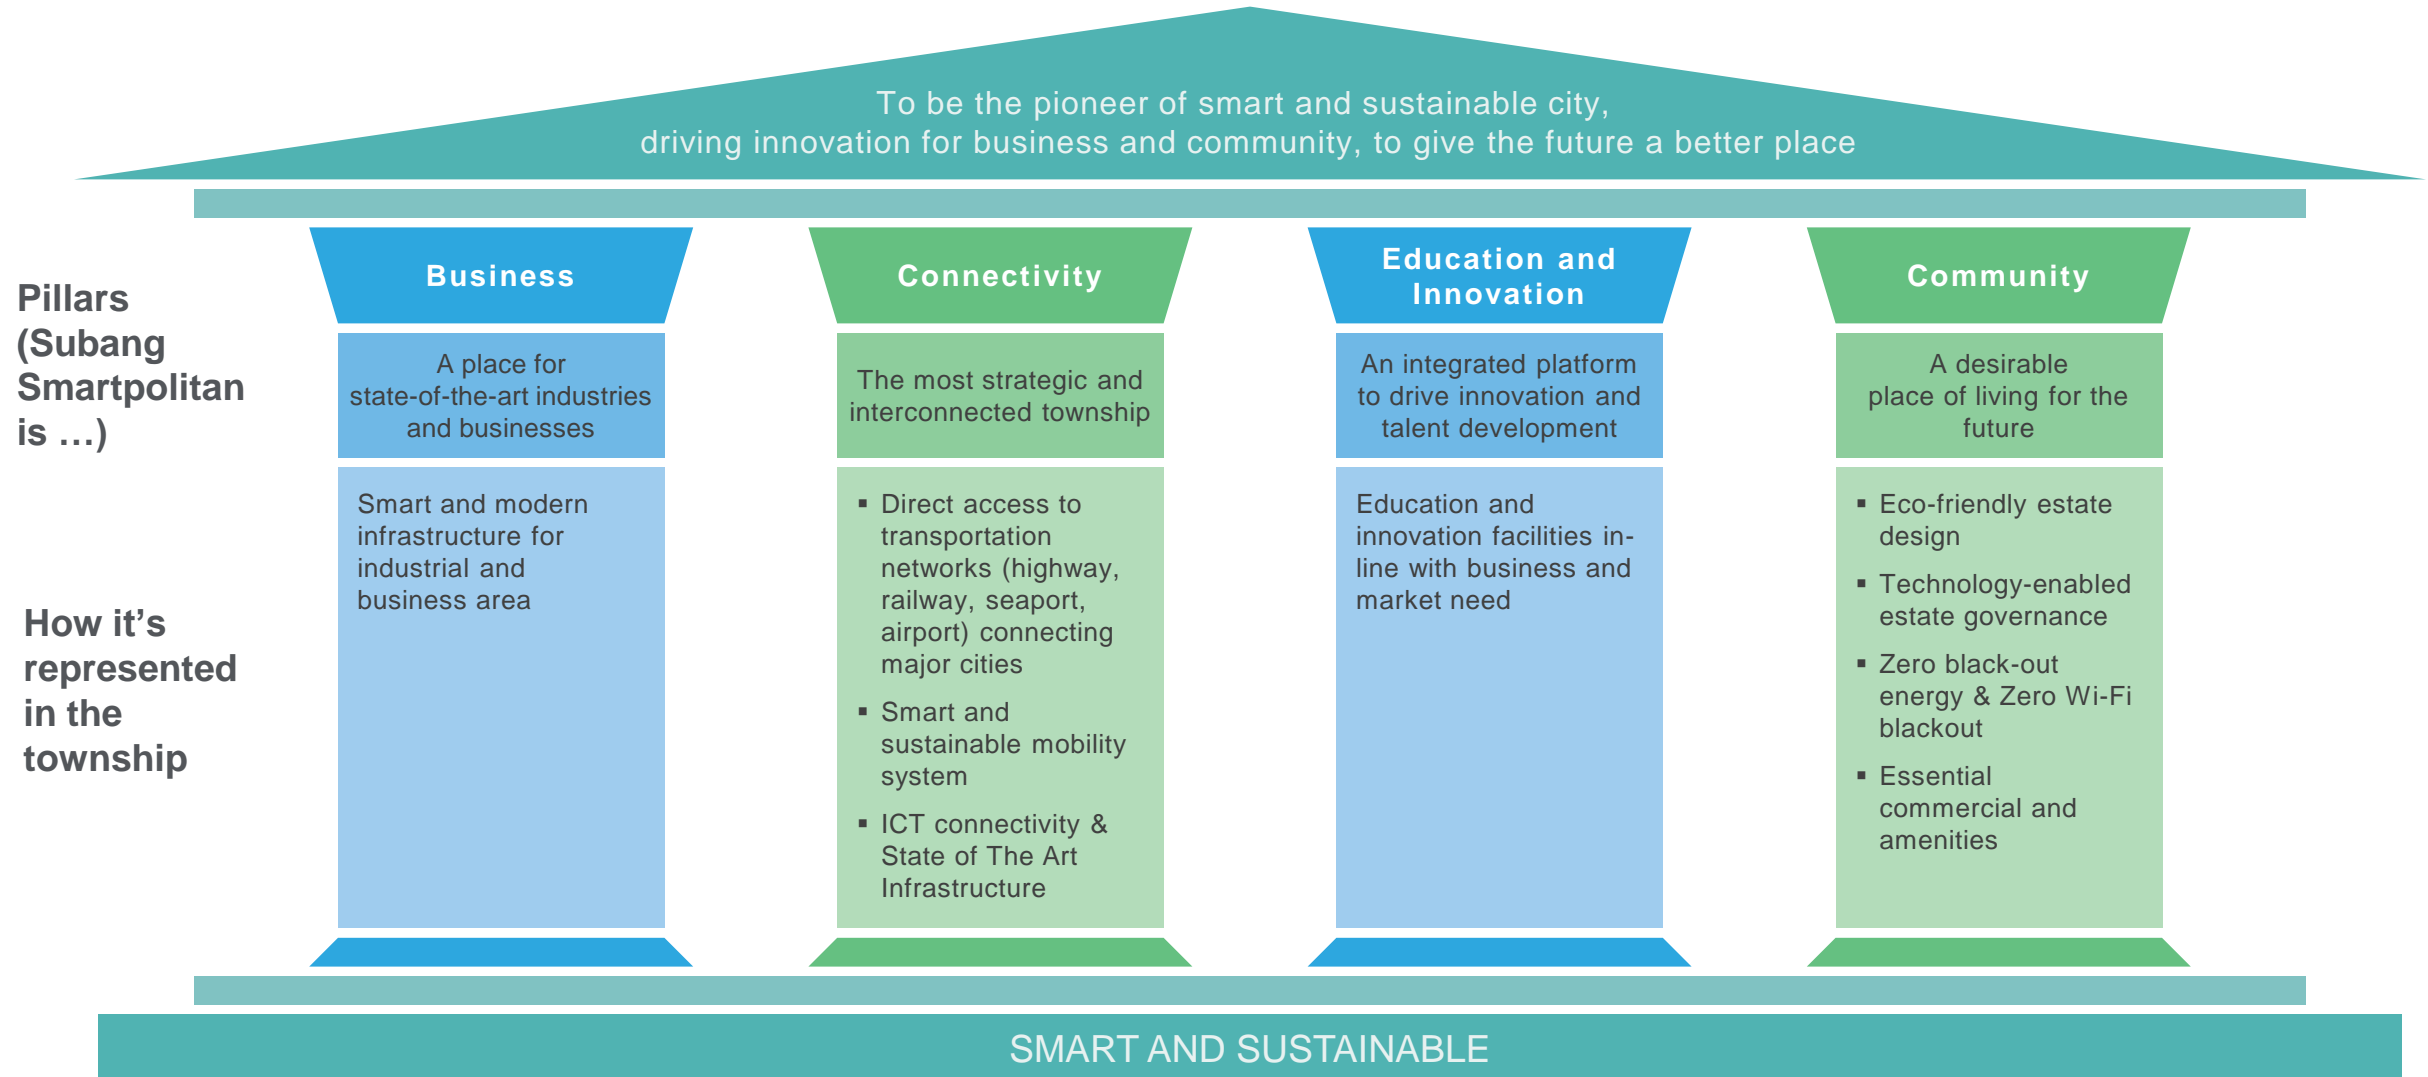 To be the pioneer of smart and sustainable city,
driving innovation for business and community, to give the future a better place
Pillars
(Subang
Smartpolitan
is …)
How it’s
represented
in the
township
Business
A place for
state-of-the-art industries
and businesses
Smart and modern
infrastructure for
industrial and
business area
Connectivity
The most strategic and
interconnected township
▪ Direct access to
transportation
networks (highway,
railway, seaport,
airport) connecting
major cities
▪ Smart and
sustainable mobility
system
▪ ICT connectivity &
State of The Art
Infrastructure
Education and
Innovation
An integrated platform
to drive innovation and
talent development
Education and
innovation facilities in-
line with business and
market need
Community
A desirable
place of living for the
future
▪ Eco-friendly estate
design
▪ Technology-enabled
estate governance
▪ Zero black-out
energy & Zero Wi-Fi
blackout
▪ Essential
commercial and
amenities
SMART AND SUSTAINABLE